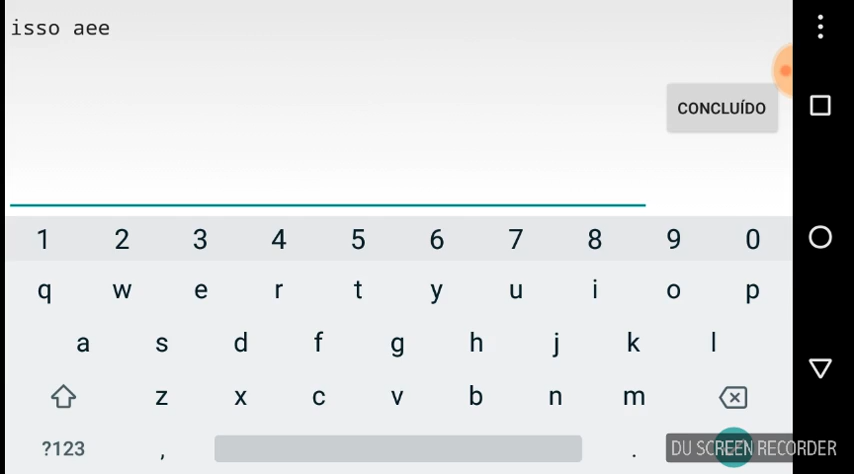 isso aee
CONCLUÍDO
1 2 3 4 5 6 7 8 9 0
q w e r t y u i o p
a s d f g h j k l
z x c v b n m
?123 , .
DU SCREEN RECORDER